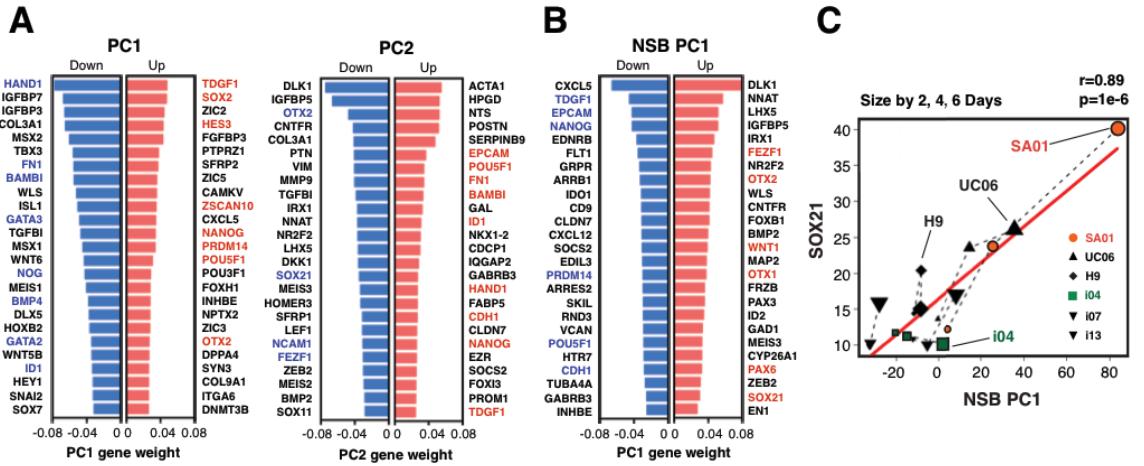 A
PC1
Down
Up
HAND1
IGFBP7
IGFBP3
COL3A1
MSX2
TBX3
FN1
BAMBI
WLS
ISL1
GATA3
TGFBI
MSX1
WNT6
NOG
MEIS1
BMP4
DLX5
HOXB2
GATA2
WNT5B
ID1
HEY1
SNAI2
SOX7
TDGF1
SOX2
ZIC2
HES3
FGFBP3
PTPRZ1
SFRP2
ZIC5
CAMKV
ZSCAN10
CXCL5
NANOG
PRDM14
POU5F1
POU3F1
FOXH1
INHBE
NPTX2
ZIC3
OTX2
DPPA4
SYN3
COL9A1
ITGA6
DNMT3B
-0.08 -0.04 0 0 0.04 0.08
PC1 gene weight
PC2
Down
Up
DLK1
IGFBP5
OTX2
CNTFR
COL3A1
PTN
VIM
MMP9
TGFBI
IRX1
NNAT
NR2F2
LHX5
DKK1
SOX21
MEIS3
HOMER3
SFRP1
LEF1
NCAM1
FEZF1
ZEB2
MEIS2
BMP2
SOX11
ACTA1
HPGD
NTS
POSTN
SERPINB9
EPCAM
POU5F1
FN1
BAMBI
GAL
ID1
NKX1-2
CDCP1
IQGAP2
GABRB3
HAND1
FABP5
CDH1
CLDN7
NANOG
EZR
SOCS2
FOXI3
PROM1
TDGF1
-0.08 -0.04 0 0 0.04 0.08
PC2 gene weight
B
NSB PC1
Down
Up
CXCL5
TDGF1
EPCAM
NANOG
EDNRB
FLT1
GRPR
ARRB1
IDO1
CD9
CLDN7
CXCL12
SOCS2
EDIL3
PRDM14
ARRES2
SKIL
RND3
VCAN
POU5F1
HTR7
CDH1
TUBA4A
GABRB3
INHBE
DLK1
NNAT
LHX5
IGFBP5
IRX1
FEZF1
NR2F2
OTX2
WLS
CNTFR
FOXB1
BMP2
WNT1
MAP2
OTX1
FRZB
PAX3
ID2
GAD1
MEIS3
CYP26A1
PAX6
ZEB2
SOX21
EN1
-0.08 -0.04 0 0 0.04 0.08
PC1 gene weight
C
r=0.89
p=1e-6
Size by 2, 4, 6 Days
SOX21
40
35
30
25
20
15
10
SA01
UC06
H9
i04
SA01
UC06
H9
i04
i07
i13
-20 0 20 40 60 80
NSB PC1